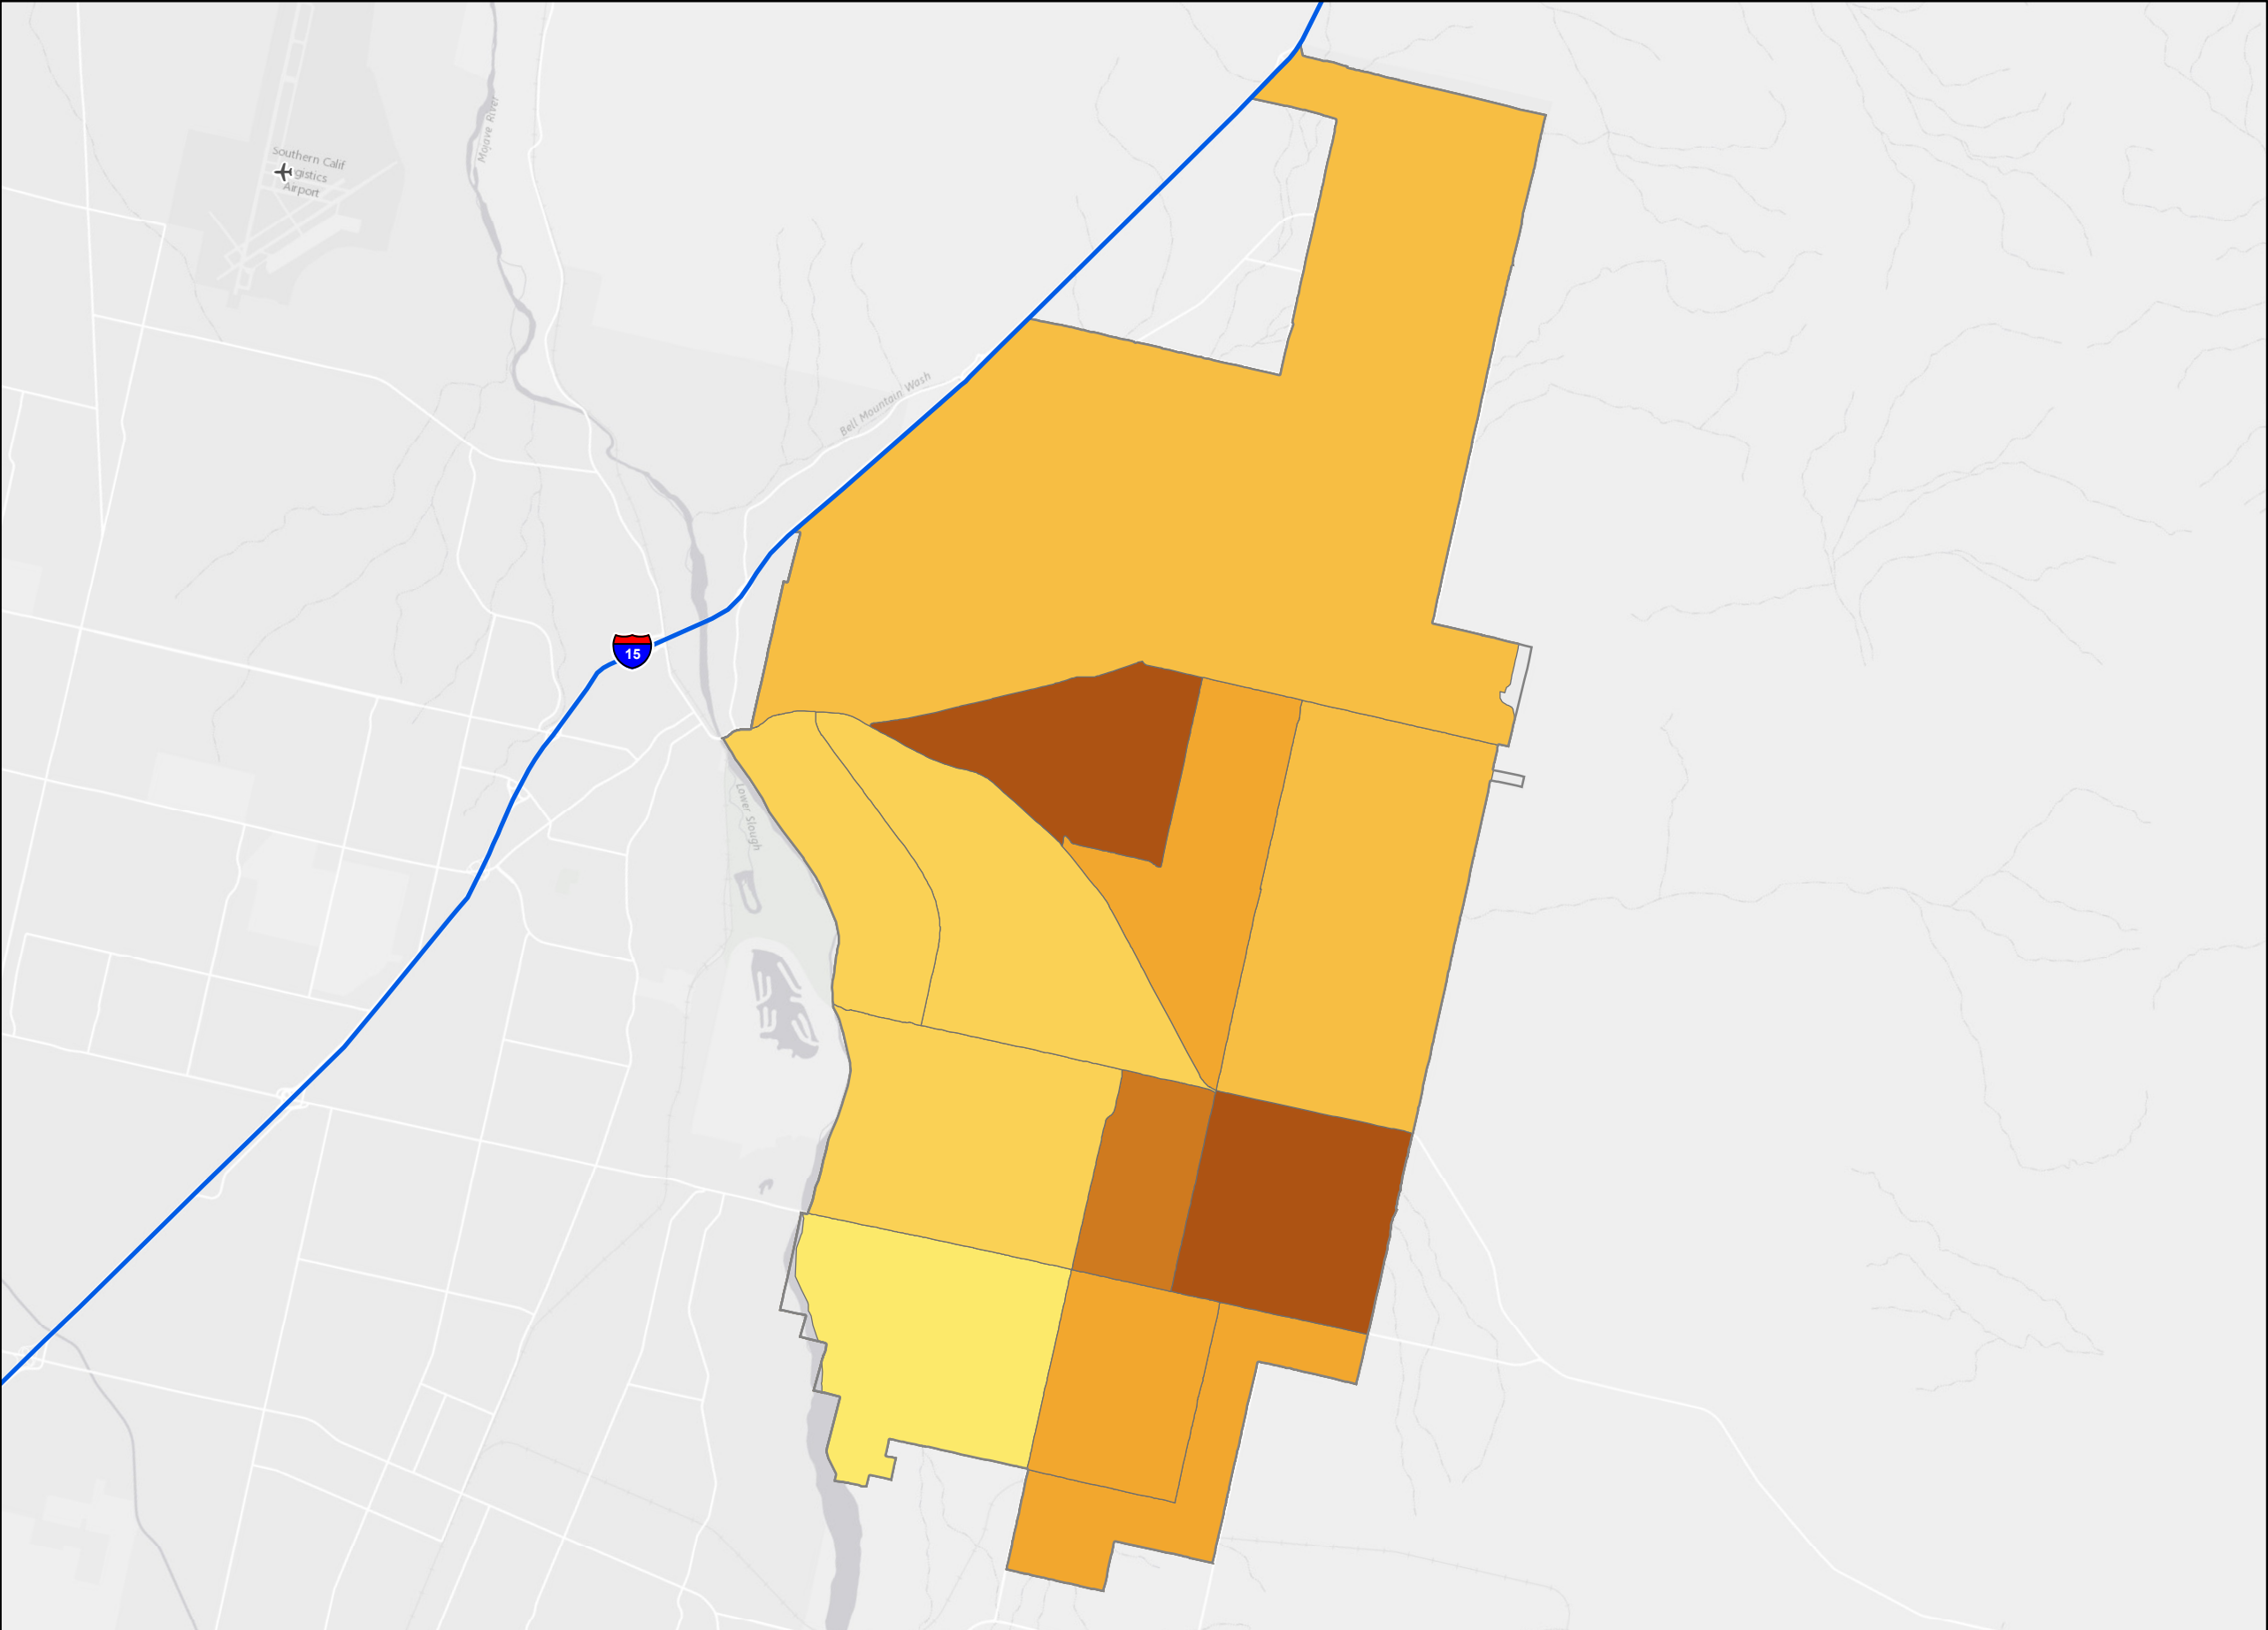 Mojave River
Southern Calif
gistics
Airport
Bell Mountain Wash
15
Lower Slough